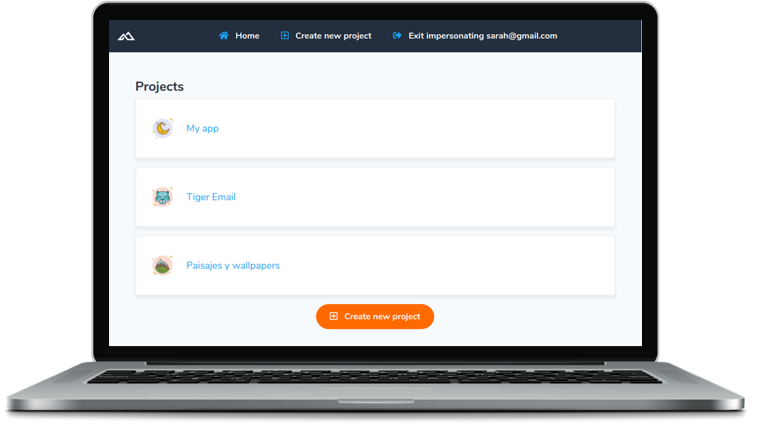 Home
Create new project
Exit impersonating sarah@gmail.com
Projects
My app
Tiger Email
Paisajes y wallpapers
Create new project